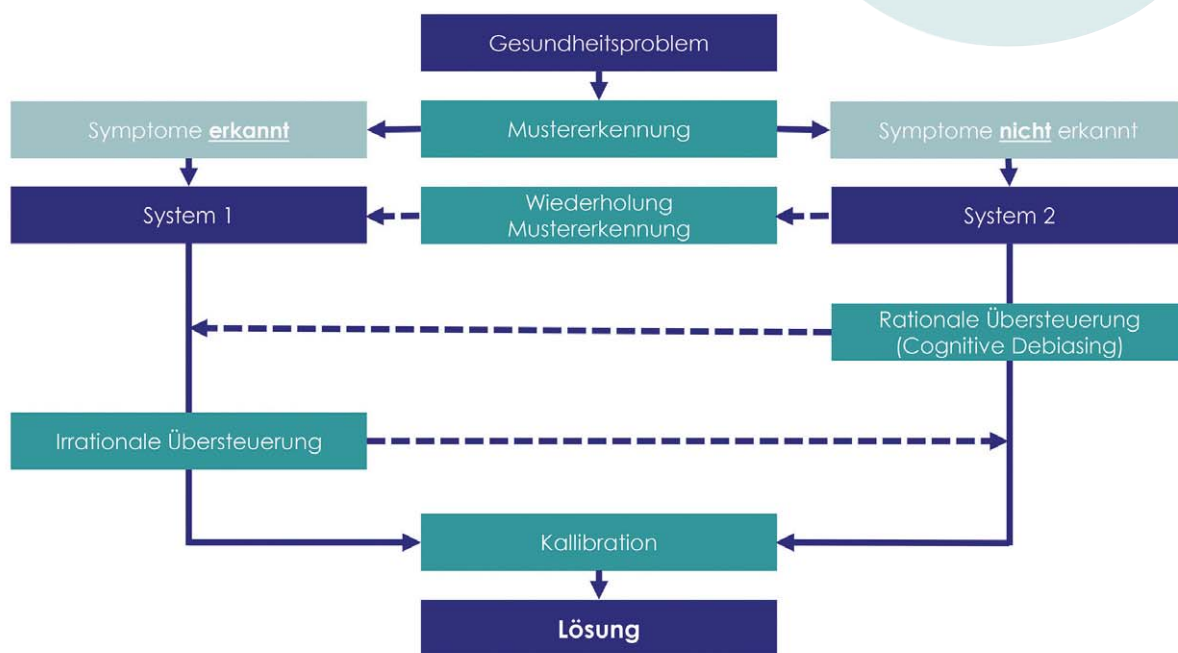 Gesundheitsproblem
Symptome erkannt
Mustererkennung
Symptome nicht erkannt
System 1
Wiederholung
Mustererkennung
System 2
Rationale Übersteuerung
(Cognitive Debiasing)
Irrationale Übersteuerung
Kallibration
Lösung